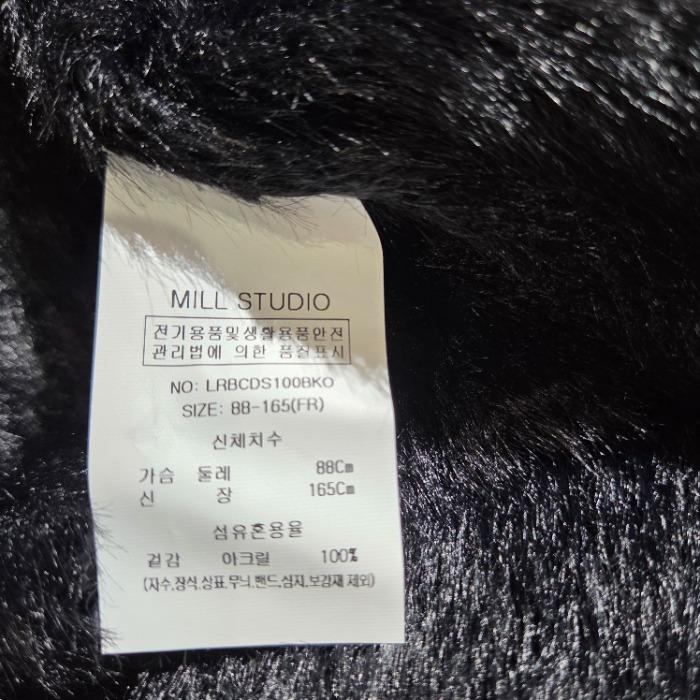 MILL STUDIO
전기용품및생활용품안전
관리법에 의한 품질표시
NO: LRBCDS100BKO
SIZE: 88-165(FR)
신체치수
가슴 둘레 88Cm
신 장 165Cm
섬유혼용율
겉감 아크릴 100%
(자수,장식,상표,무늬,밴드,심지,보강재 제외)